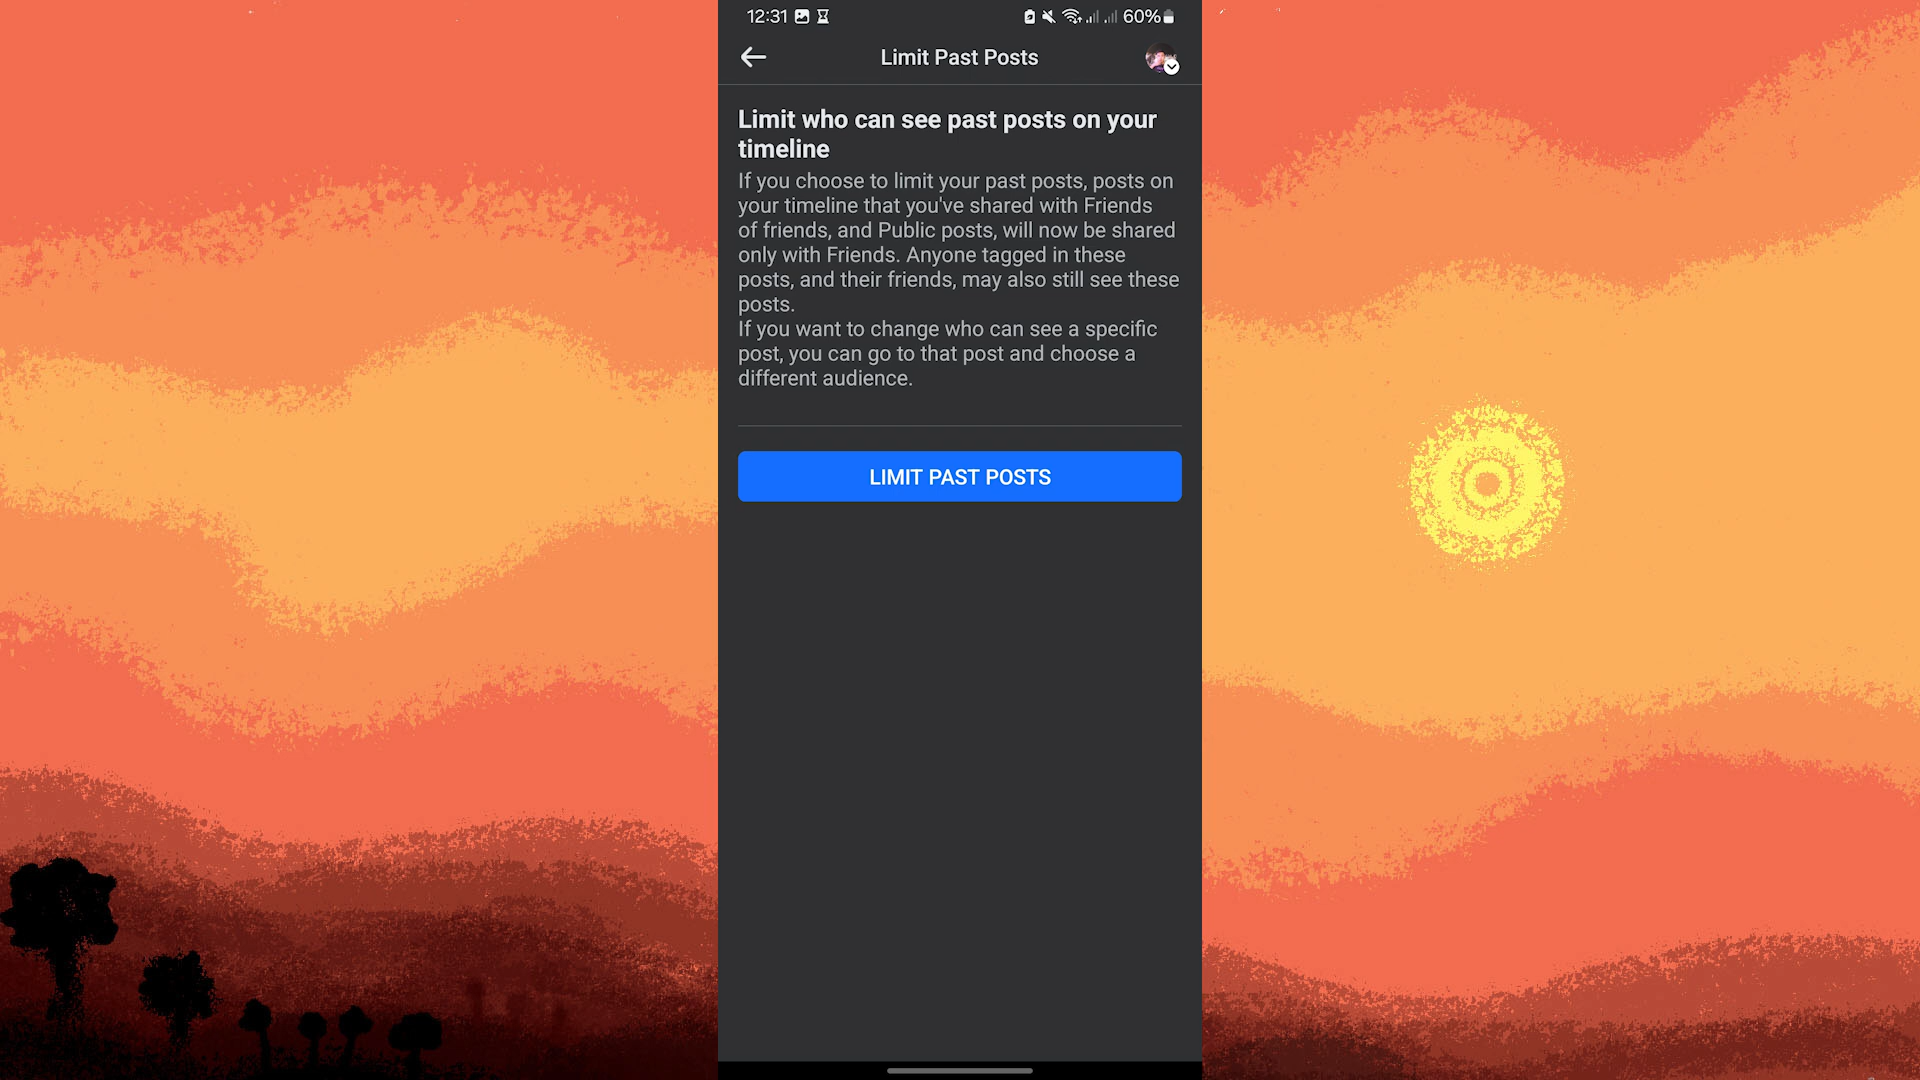 12:31 60%
Limit Past Posts
Limit who can see past posts on your
timeline
If you choose to limit your past posts, posts on
your timeline that you've shared with Friends
of friends, and Public posts, will now be shared
only with Friends. Anyone tagged in these
posts, and their friends, may also still see these
posts.
If you want to change who can see a specific
post, you can go to that post and choose a
different audience.
LIMIT PAST POSTS